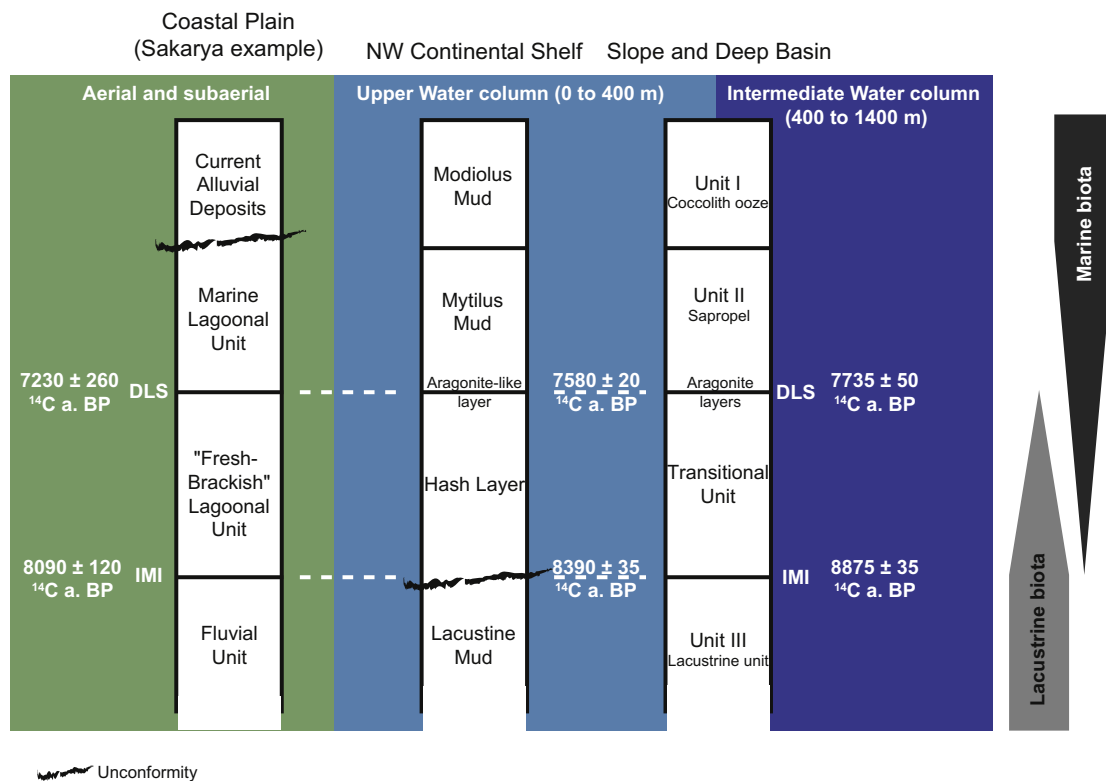 Coastal Plain
(Sakarya example)
NW Continental Shelf
Slope and Deep Basin
Aerial and subaerial
Upper Water column (0 to 400 m)
Intermediate Water column
(400 to 1400 m)
Current
Alluvial
Deposits
Marine
Lagoonal
Unit
"Fresh-
Brackish"
Lagoonal
Unit
Fluvial
Unit
7230 ± 260
¹⁴C a. BP
DLS
8090 ± 120
¹⁴C a. BP
IMI
Modiolus
Mud
Mytilus
Mud
Aragonite-like
layer
Hash Layer
Lacustine
Mud
7580 ± 20
¹⁴C a. BP
8390 ± 35
¹⁴C a. BP
Unit I
Coccolith ooze
Unit II
Sapropel
Aragonite
layers
Transitional
Unit
Unit III
Lacustrine unit
DLS
7735 ± 50
¹⁴C a. BP
IMI
8875 ± 35
¹⁴C a. BP
Marine biota
Lacustrine biota
Unconformity